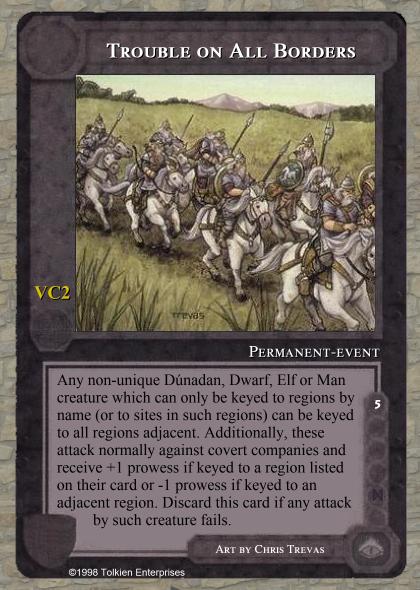 Trouble on All Borders
TREVAS
VC2
Permanent-event
Any non-unique Dúnadan, Dwarf, Elf or Man
creature which can only be keyed to regions by
name (or to sites in such regions) can be keyed
to all regions adjacent. Additionally, these
attack normally against covert companies and
receive +1 prowess if keyed to a region listed
on their card or -1 prowess if keyed to an
adjacent region. Discard this card if any attack
by such creature fails.
5
Art by Chris Trevas
©1998 Tolkien Enterprises